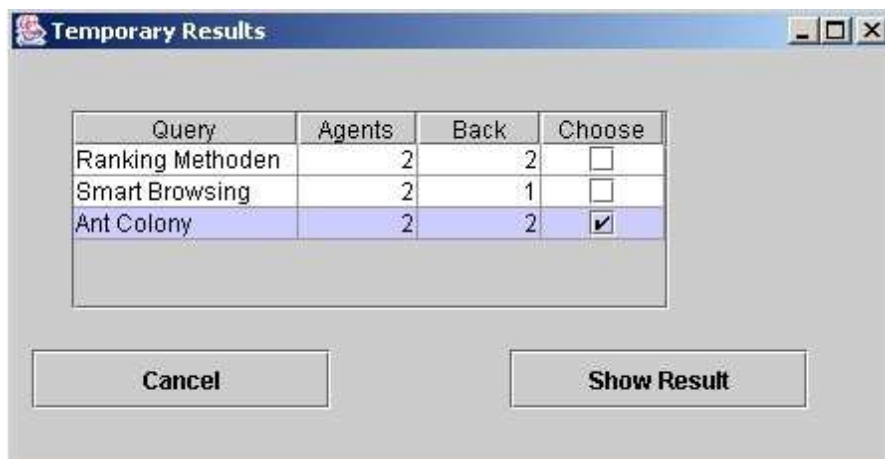 Temporary Results
Query Agents Back Choose
Ranking Methoden 2 2
Smart Browsing 2 1
Ant Colony 2 2
Cancel Show Result